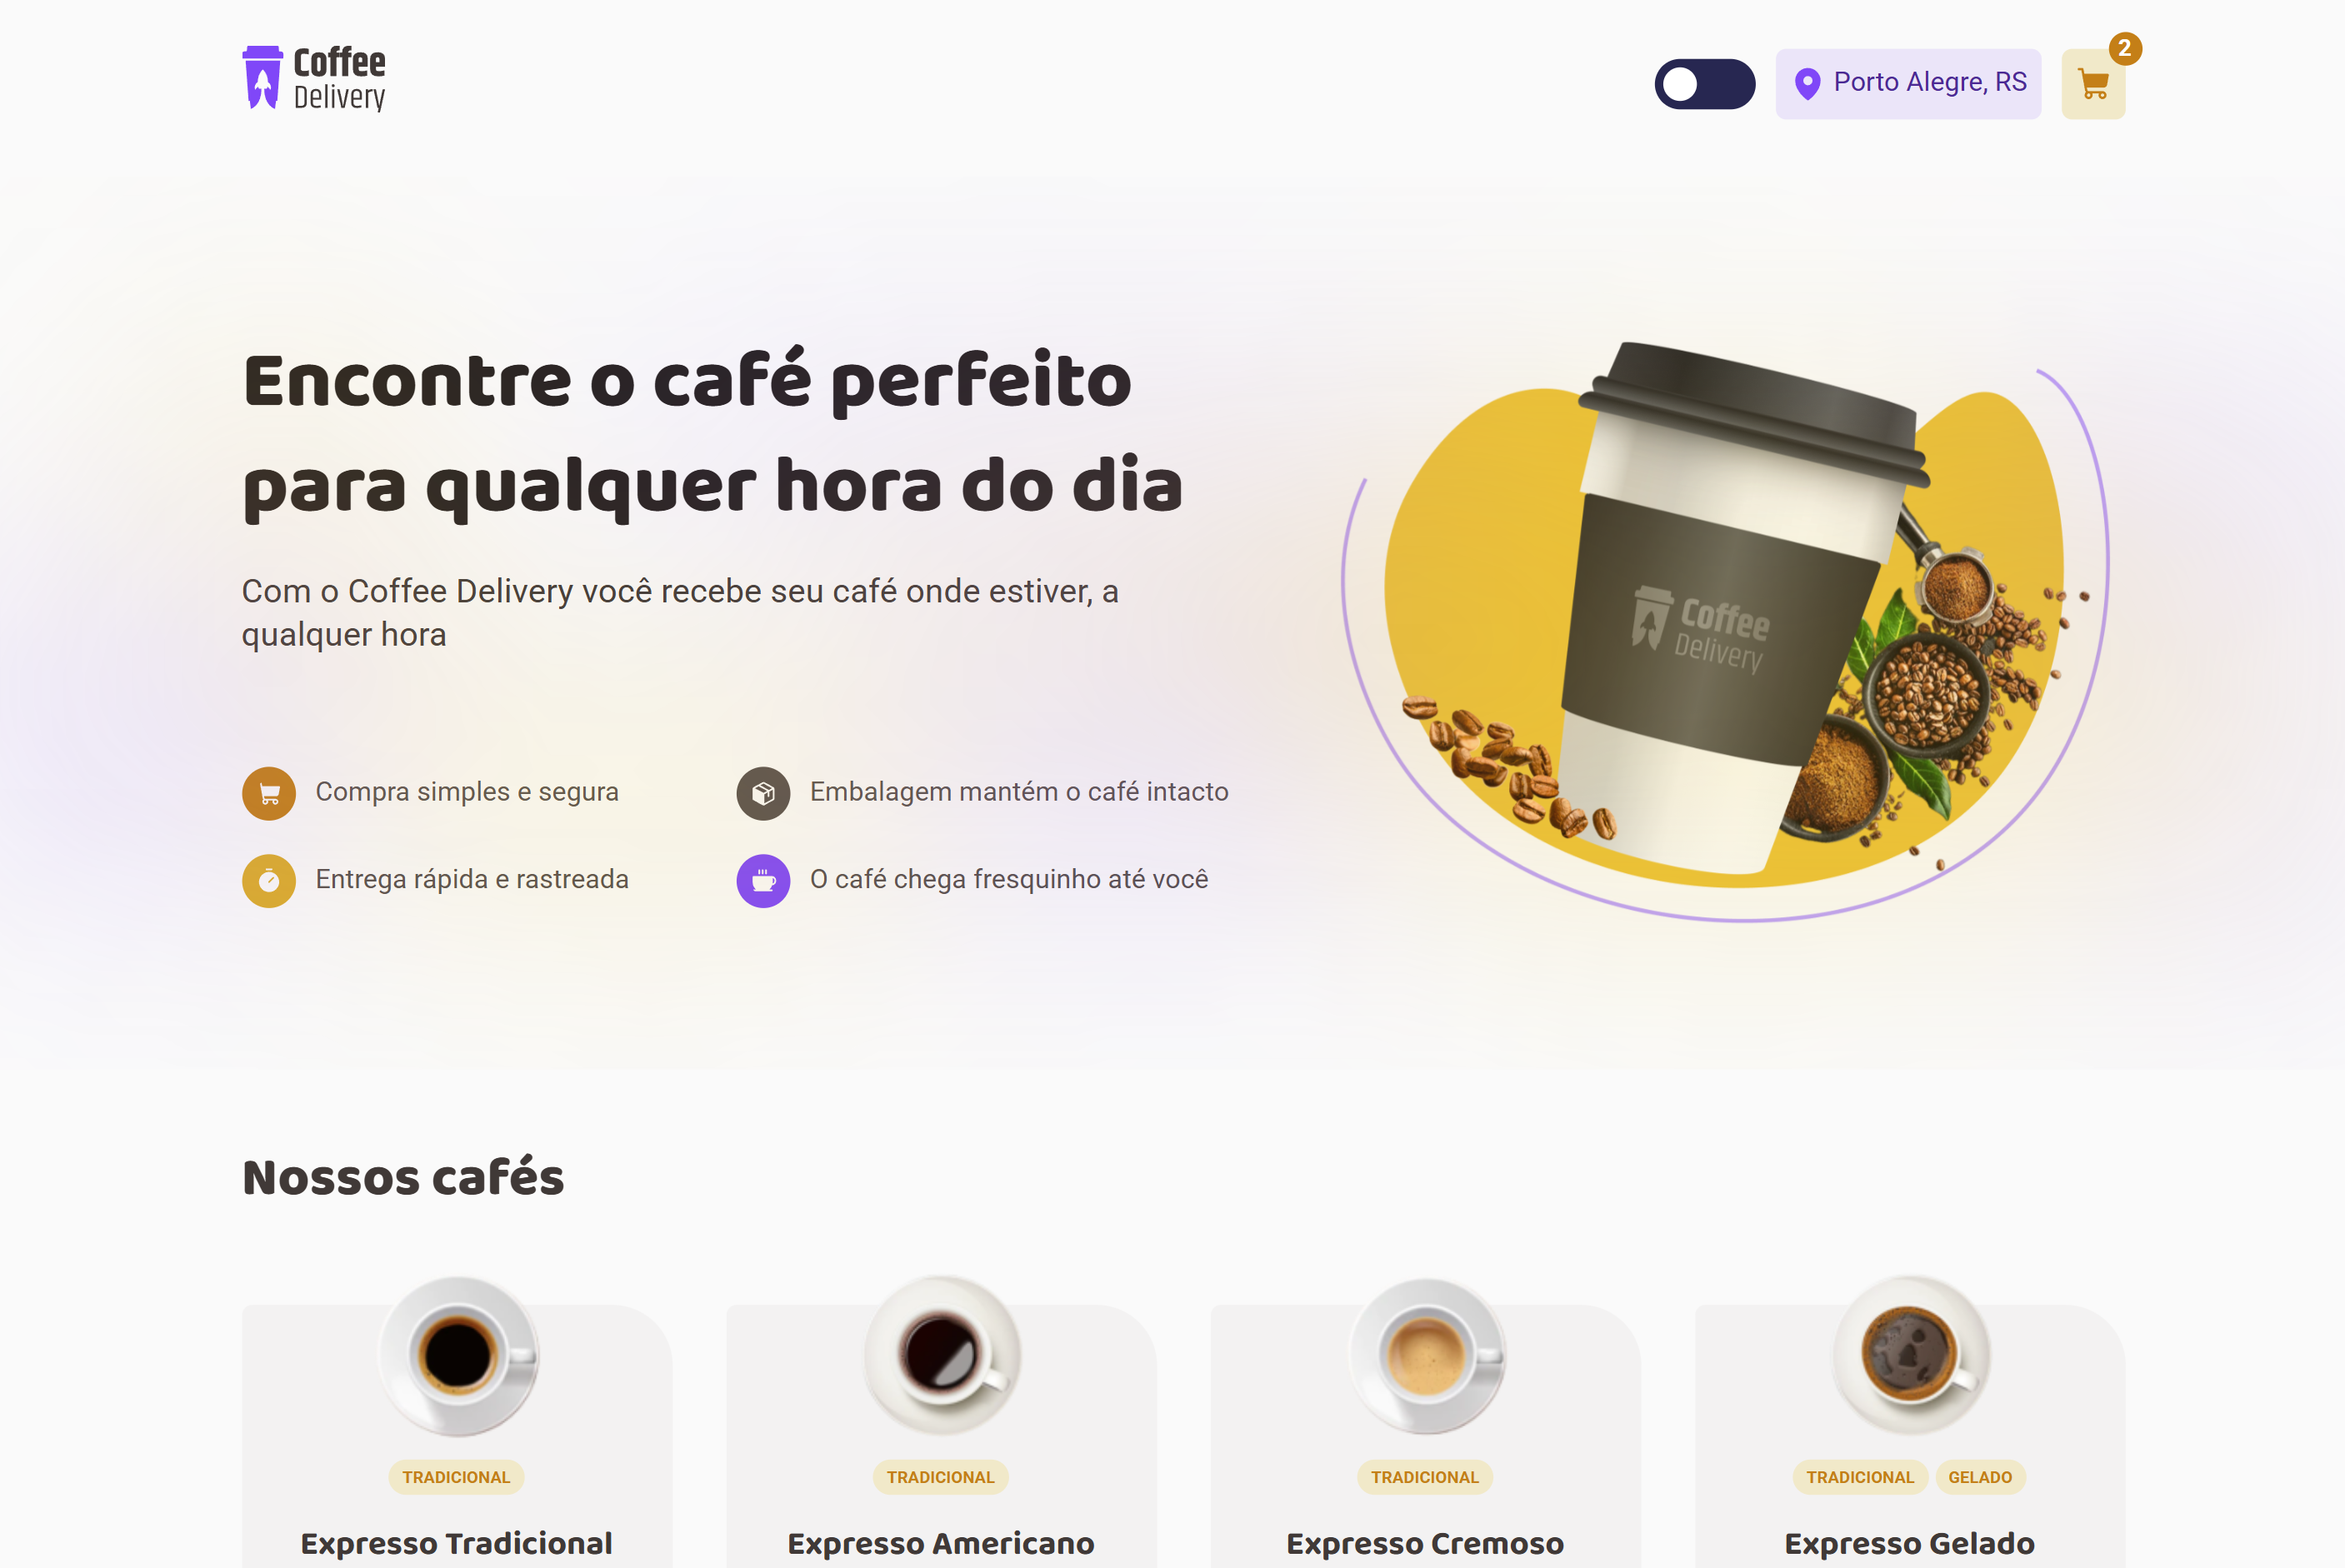 Coffee
Delivery
Porto Alegre, RS
2
Encontre o café perfeito
para qualquer hora do dia
Com o Coffee Delivery você recebe seu café onde estiver, a
qualquer hora
Coffee
Delivery
Compra simples e segura
Embalagem mantém o café intacto
Entrega rápida e rastreada
O café chega fresquinho até você
Nossos cafés
TRADICIONAL
TRADICIONAL
TRADICIONAL
TRADICIONAL GELADO
Expresso Tradicional
Expresso Americano
Expresso Cremoso
Expresso Gelado